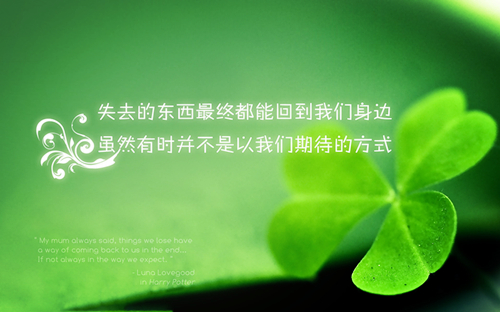 失去的东西最终都能回到我们身边
虽然有时并不是以我们期待的方式
" My mum always said, things we lose have
a way of coming back to us in the end...
If not always in the way we expect. "
- Luna Lovegood
in Harry Potter